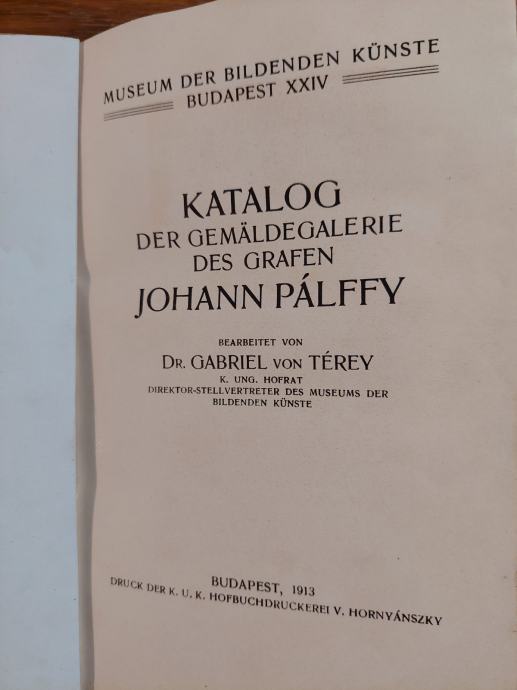 MUSEUM DER BILDENDEN KÜNSTE
BUDAPEST XXIV
KATALOG
DER GEMÄLDEGALERIE
DES GRAFEN
JOHANN PÁLFFY
BEARBEITET VON
DR. GABRIEL VON TÉREY
K. UNG. HOFRAT
DIREKTOR-STELLVERTRETER DES MUSEUMS DER
BILDENDEN KÜNSTE
BUDAPEST, 1913
DRUCK DER K. U. K. HOFBUCHDRUCKEREI V. HORNYÁNSZKY